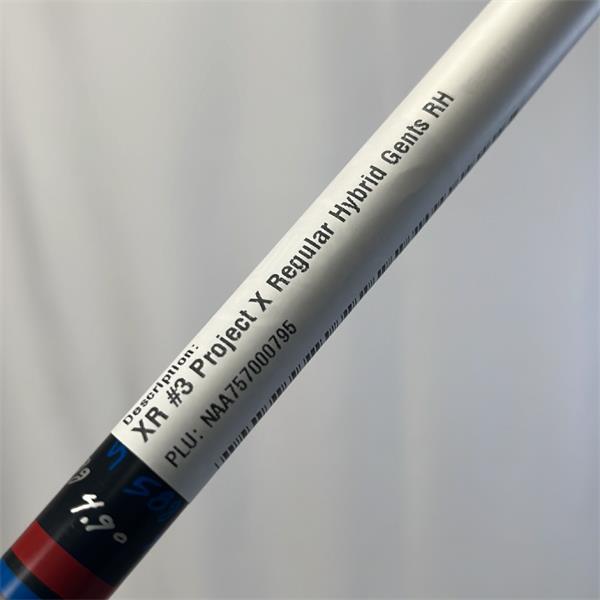 Description:
XR #3 Project X Regular Hybrid Gents RH
PLU: NAA757000795
4.9°